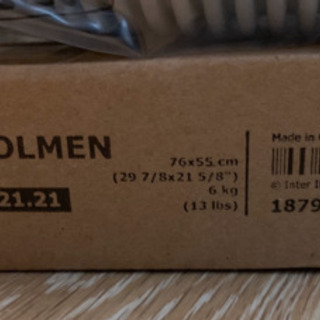 OLMEN
21.21
76x55 cm
(29 7/8x21 5/8")
6 kg
(13 lbs)
Made in
© Inter I
1879